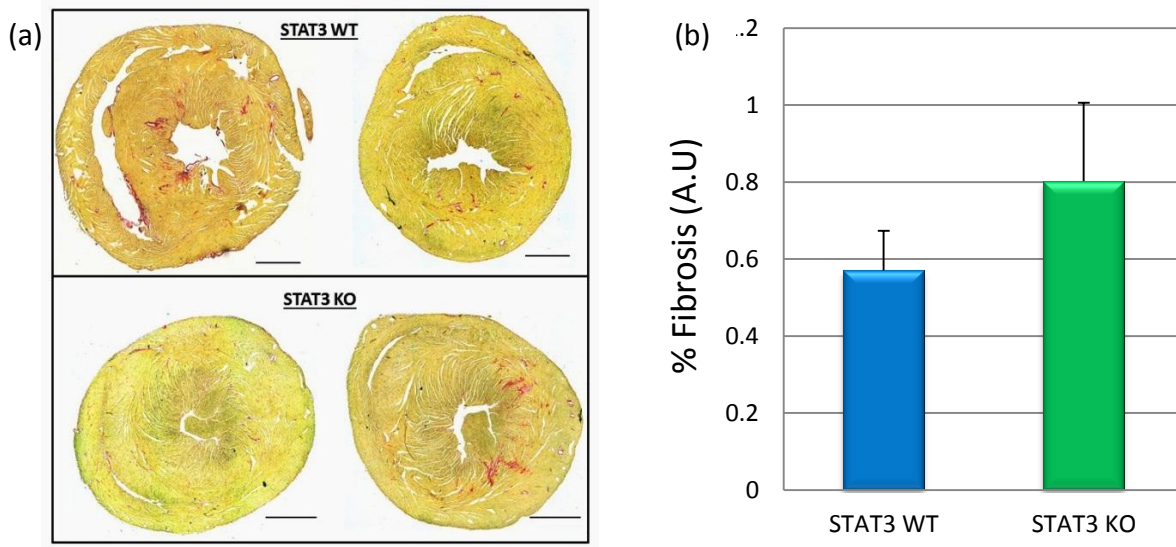 (a)
STAT3 WT
STAT3 KO
(b)
% Fibrosis (A.U)
.2
1
0.8
0.6
0.4
0.2
0
STAT3 WT
STAT3 KO